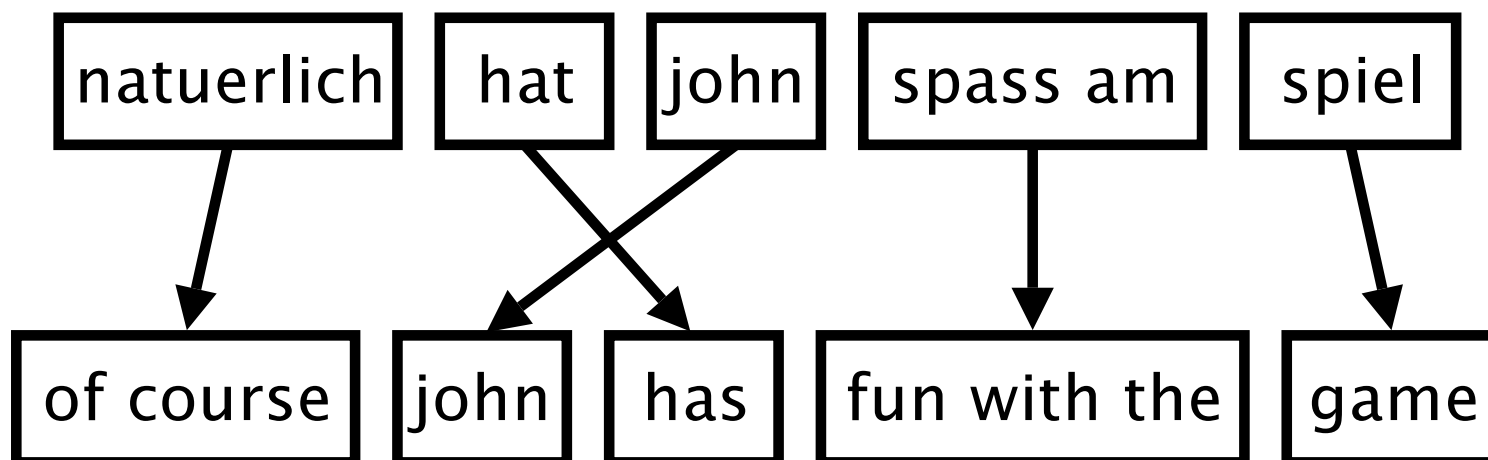 natuerlich hat john spass am spiel
of course john has fun with the game